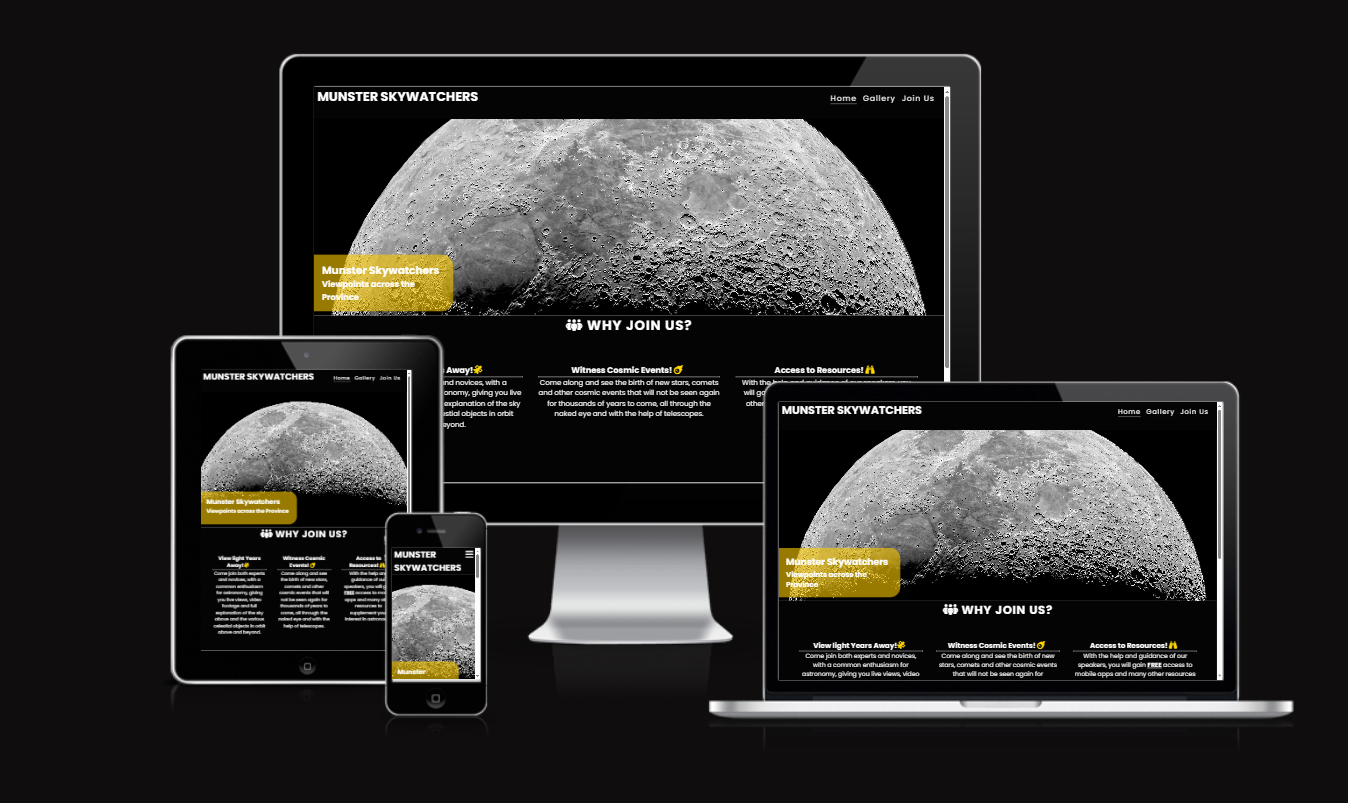 MUNSTER SKYWATCHERS
Home Gallery Join Us
Munster Skywatchers
Viewpoints across the
Province
WHY JOIN US?
s Away!
Witness Cosmic Events!
Access to Resources!
nd novices, with a
onomy, giving you live
explanation of the sky
estial objects in orbit
eyond.
Come along and see the birth of new stars, comets
and other cosmic events that will not be seen again
for thousands of years to come, all through the
naked eye and with the help of telescopes.
With the help and guidance of our speakers, you
will ga
other
MUNSTER SKYWATCHERS
Home Gallery Join Us
Munster Skywatchers
Viewpoints across the Province
WHY JOIN US?
View light Years
Away!
Come join both experts
and novices, with a
common enthusiasm
for astronomy, giving
you live views, video
footage and full
explanation of the sky
above and the various
celestial objects in orbit
above and beyond.
Witness Cosmic
Events!
Come along and see
the birth of new stars,
comets and other
cosmic events that will
not be seen again for
thousands of years to
come, all through the
naked eye and with the
help of telescopes.
Access to
Resources!
With the help an
guidance of ou
speakers, you will g
FREE access to mo
apps and many ot
resources to
supplement you
interest in astrono
MUNSTER
SKYWATCHERS
Munster
MUNSTER SKYWATCHERS
Home Gallery Join Us
Munster Skywatchers
Viewpoints across the
Province
WHY JOIN US?
View light Years Away!
Come join both experts and novices,
with a common enthusiasm for
astronomy, giving you live views, video
Witness Cosmic Events!
Come along and see the birth of new
stars, comets and other cosmic events
that will not be seen again for
Access to Resources!
With the help and guidance of our
speakers, you will gain FREE access to
mobile apps and many other resources